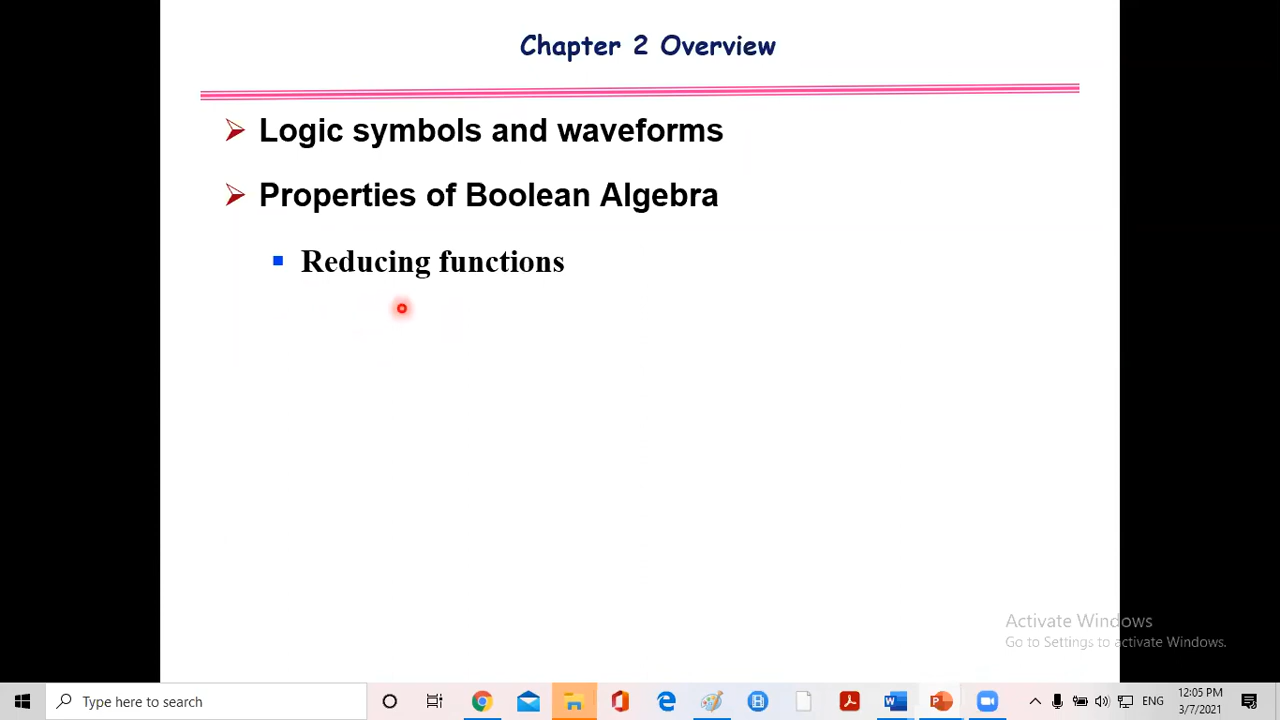 Chapter 2 Overview
Logic symbols and waveforms
Properties of Boolean Algebra
Reducing functions
Activate Windows
Go to Settings to activate Windows.
Type here to search
ENG
12:05 PM
3/7/2021